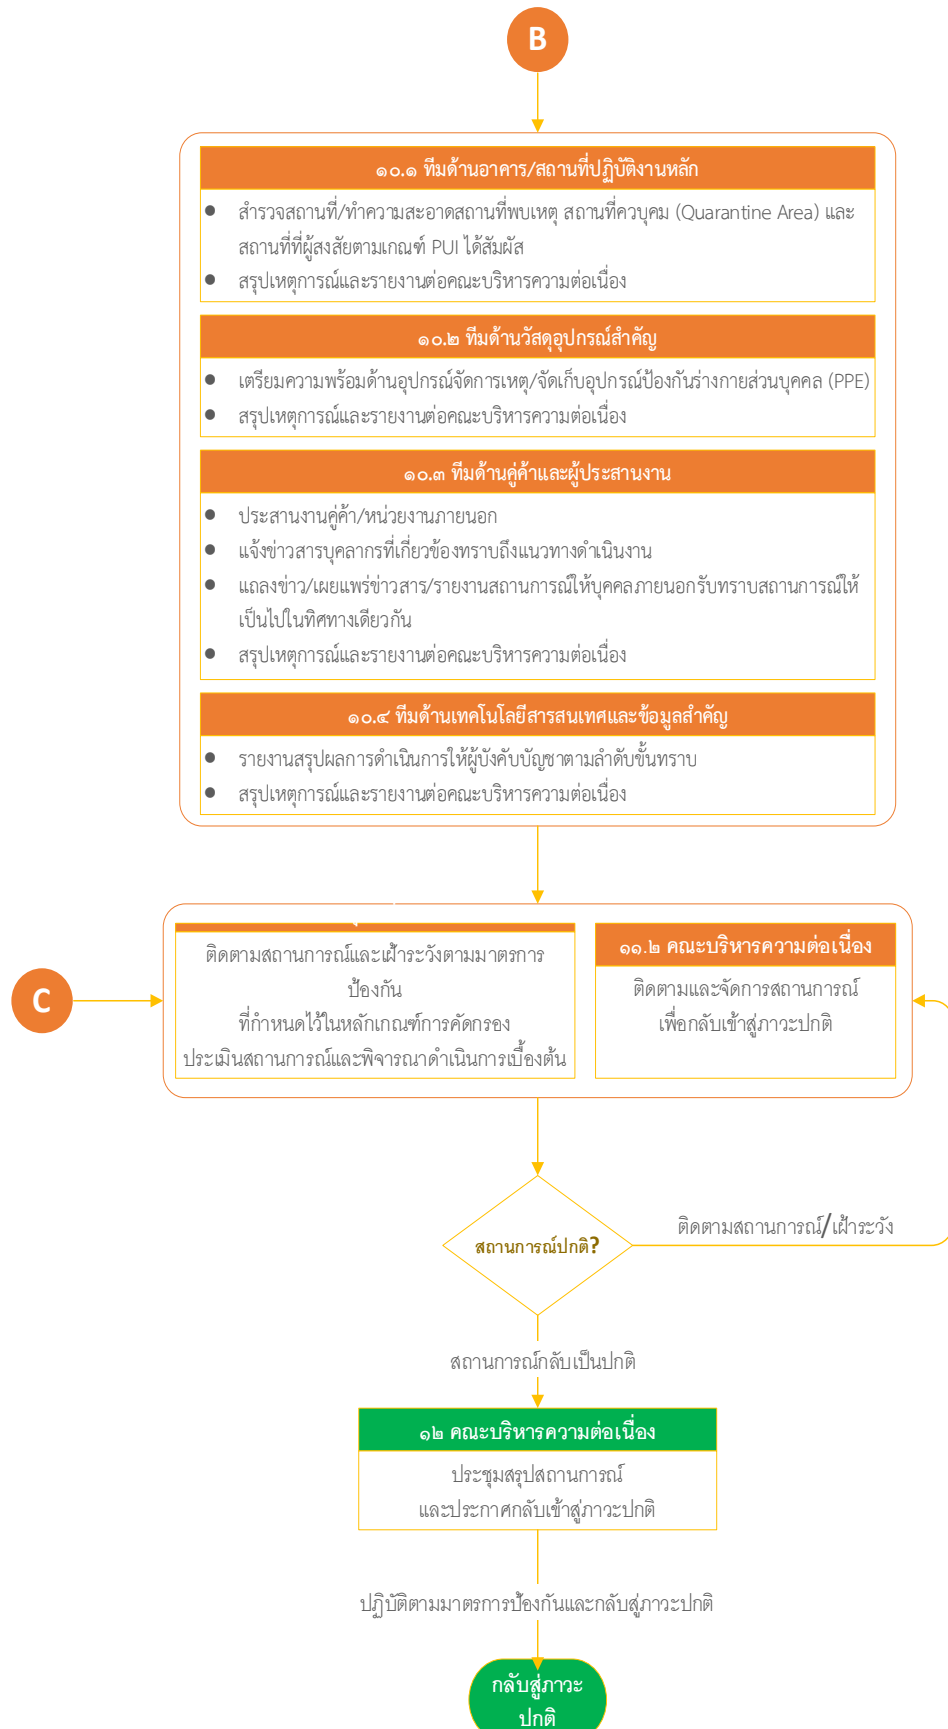 B
๑๐.๑ ทีมด้านอาคาร/สถานที่ปฏิบัติงานหลัก
● สำรวจสถานที่/ทำความสะอาดสถานที่พบเหตุ สถานที่ควบุคม (Quarantine Area) และ
สถานที่ที่ผู้สงสัยตามเกณฑ์ PUI ได้สัมผัส
● สรุปเหตุการณ์และรายงานต่อคณะบริหารความต่อเนื่อง
๑๐.๒ ทีมด้านวัสดุอุปกรณ์สำคัญ
● เตรียมความพร้อมด้านอุปกรณ์จัดการเหตุ/จัดเก็บอุปกรณ์ป้องกันร่างกายส่วนบุคคล (PPE)
● สรุปเหตุการณ์และรายงานต่อคณะบริหารความต่อเนื่อง
๑๐.๓ ทีมด้านคู่ค้าและผู้ประสานงาน
● ประสานงานคู่ค้า/หน่วยงานภายนอก
● แจ้งข่าวสารบุคลากรที่เกี่ยวข้องทราบถึงแนวทางดำเนินงาน
● แถลงข่าว/เผยแพร่ข่าวสาร/รายงานสถานการณ์ให้บุคคลภายนอกรับทราบสถานการณ์ให้
เป็นไปในทิศทางเดียวกัน
● สรุปเหตุการณ์และรายงานต่อคณะบริหารความต่อเนื่อง
๑๐.๔ ทีมด้านเทคโนโลยีสารสนเทศและข้อมูลสำคัญ
● รายงานสรุปผลการดำเนินการให้ผู้บังคับบัญชาตามลำดับขั้นทราบ
● สรุปเหตุการณ์และรายงานต่อคณะบริหารความต่อเนื่อง
C
ติดตามสถานการณ์และเฝ้าระวังตามมาตรการ
ป้องกัน
ที่กำหนดไว้ในหลักเกณฑ์การคัดกรอง
ประเมินสถานการณ์และพิจารณาดำเนินการเบื้องต้น
๑๑.๒ คณะบริหารความต่อเนื่อง
ติดตามและจัดการสถานการณ์
เพื่อกลับเข้าสู่ภาวะปกติ
สถานการณ์ปกติ?
ติดตามสถานการณ์/เฝ้าระวัง
สถานการณ์กลับเป็นปกติ
๑๒ คณะบริหารความต่อเนื่อง
ประชุมสรุปสถานการณ์
และประกาศกลับเข้าสู่ภาวะปกติ
ปฏิบัติตามมาตรการป้องกันและกลับสู่ภาวะปกติ
กลับสู่ภาวะ
ปกติ